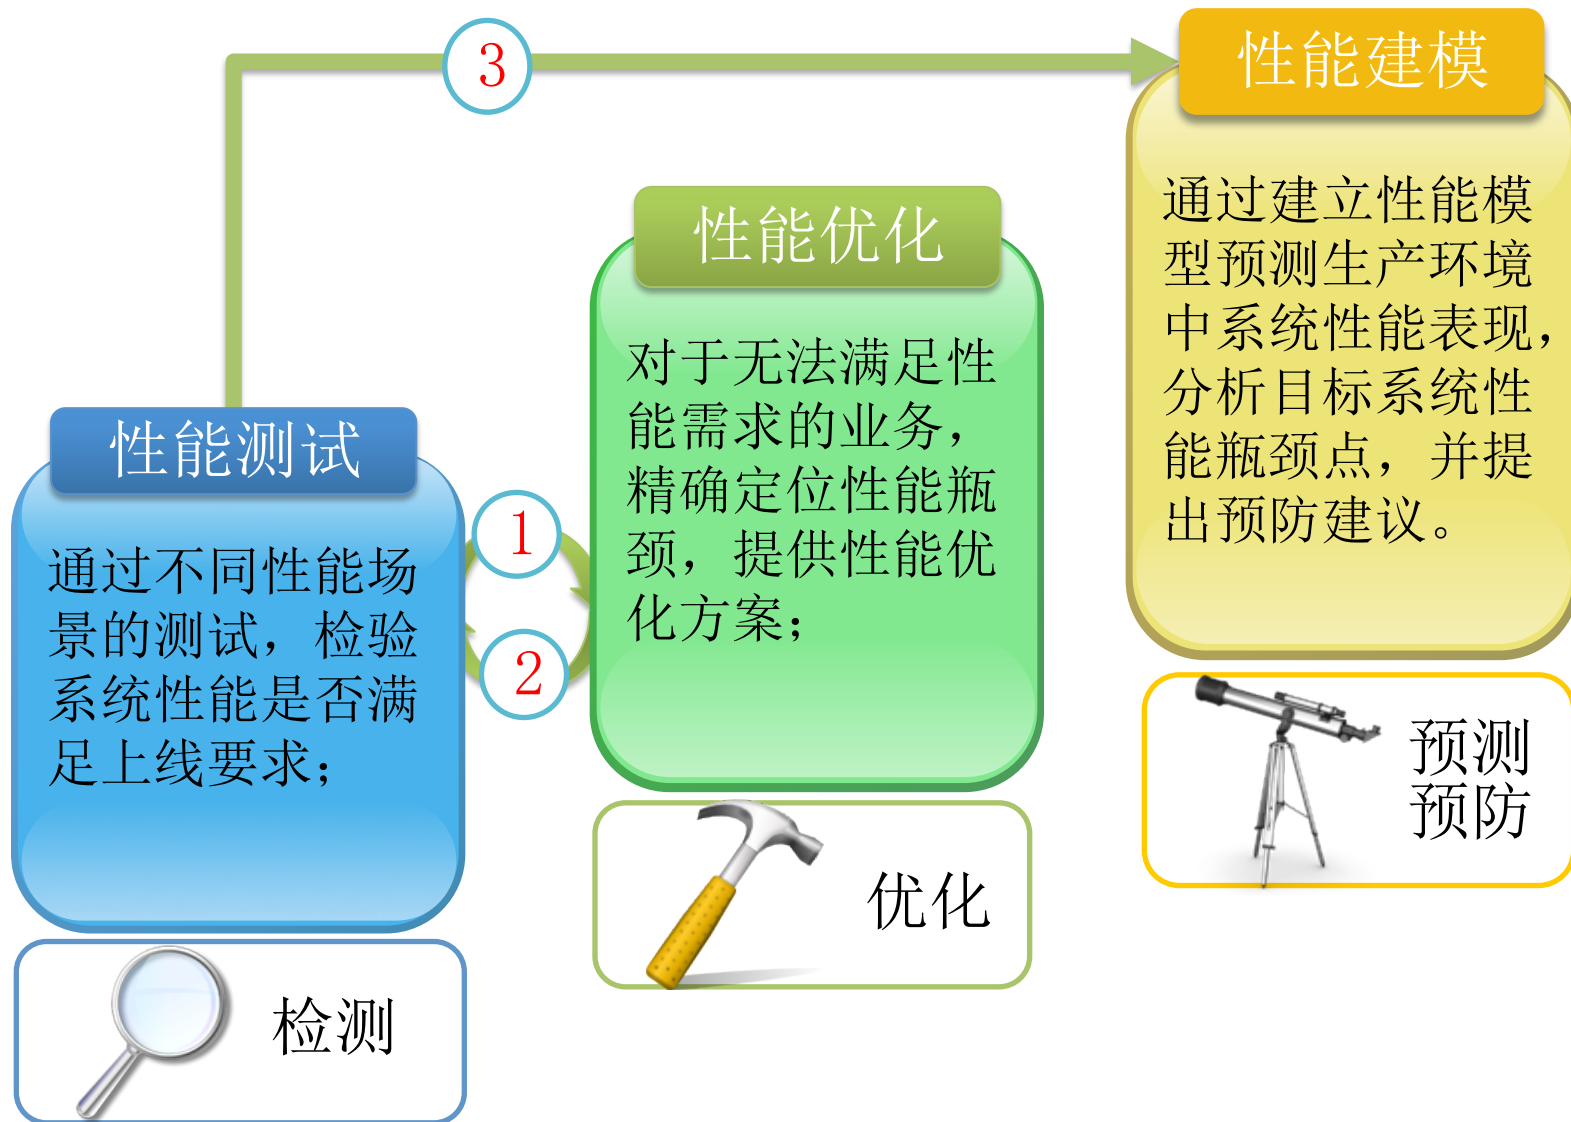 3
性能建模
通过建立性能模
型预测生产环境
中系统性能表现，
分析目标系统性
能瓶颈点，并提
出预防建议。
性能优化
对于无法满足性
能需求的业务，
精确定位性能瓶
颈，提供性能优
化方案；
性能测试
通过不同性能场
景的测试，检验
系统性能是否满
足上线要求；
1
2
预测
预防
优化
检测